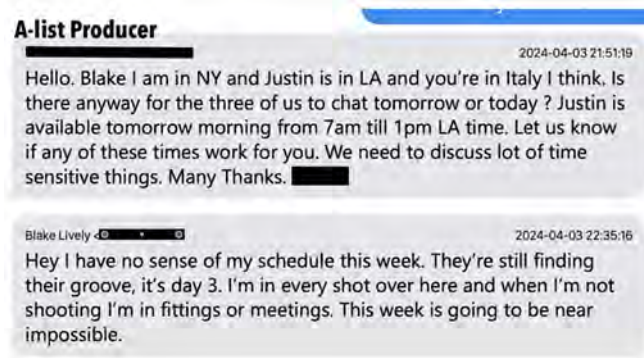 A-list Producer
2024-04-03 21:51:19
Hello. Blake I am in NY and Justin is in LA and you're in Italy I think. Is
there anyway for the three of us to chat tomorrow or today ? Justin is
available tomorrow morning from 7am till 1pm LA time. Let us know
if any of these times work for you. We need to discuss lot of time
sensitive things. Many Thanks.
Blake Lively
2024-04-03 22:35:16
Hey I have no sense of my schedule this week. They're still finding
their groove, it's day 3. I'm in every shot over here and when I'm not
shooting I'm in fittings or meetings. This week is going to be near
impossible.